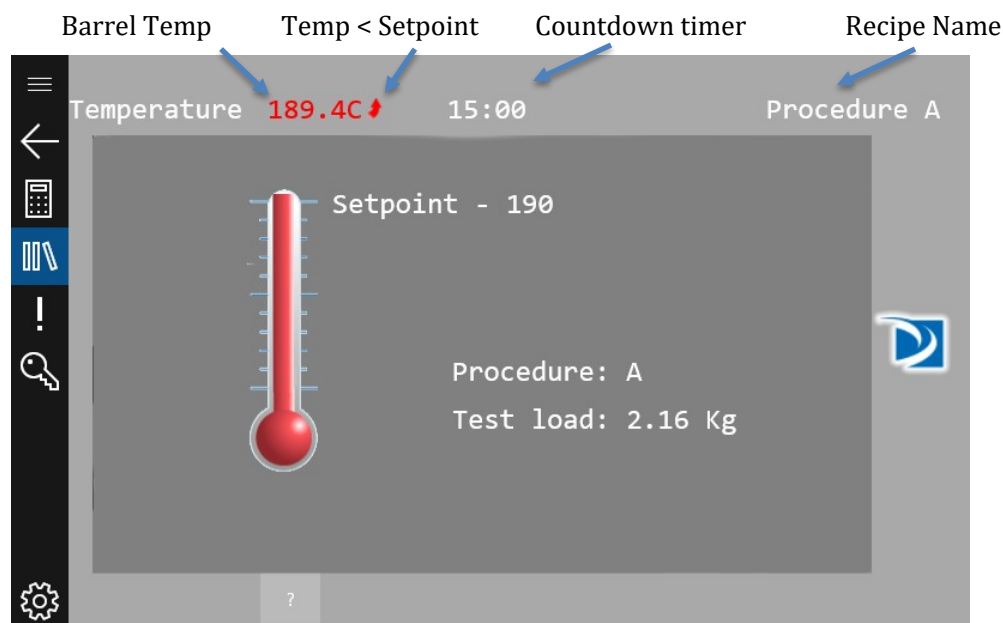 Barrel Temp Temp < Setpoint Countdown timer Recipe Name
Temperature 189.4C 15:00 Procedure A
Setpoint - 190
Procedure: A
Test load: 2.16 Kg
?